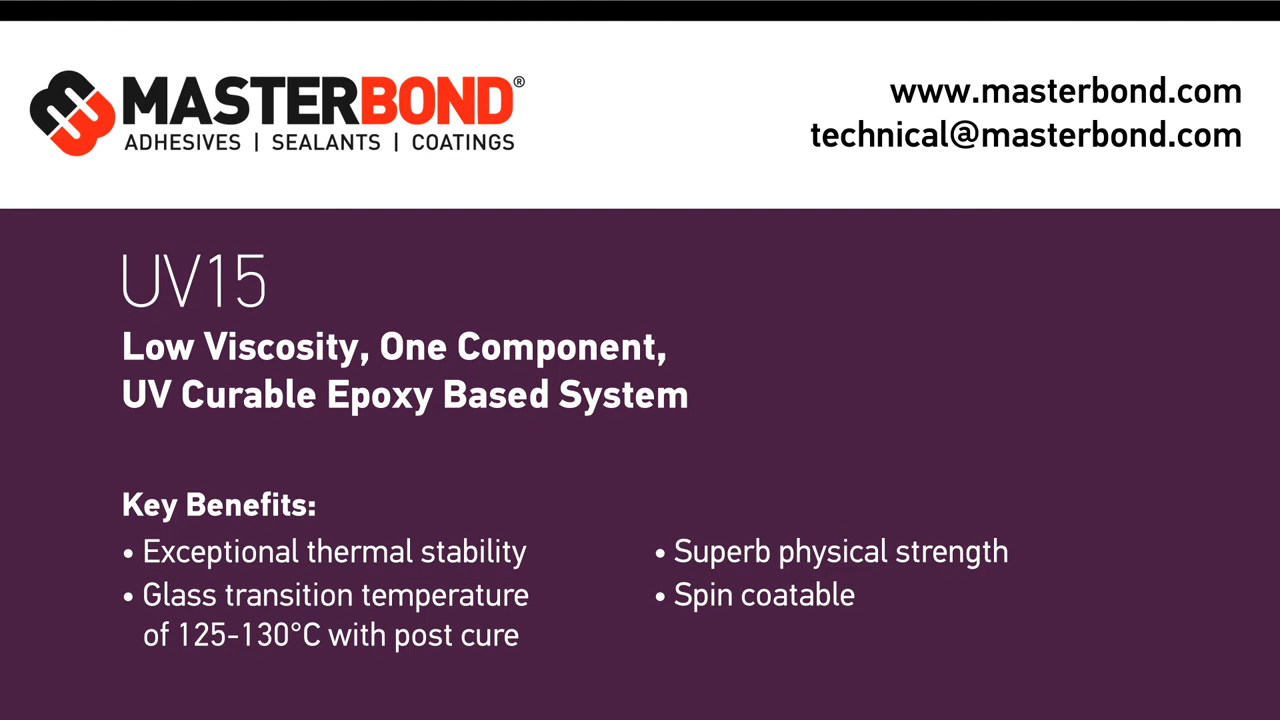 MASTERBOND®
ADHESIVES | SEALANTS | COATINGS
www.masterbond.com
technical@masterbond.com
UV15
Low Viscosity, One Component,
UV Curable Epoxy Based System
Key Benefits:
• Exceptional thermal stability
• Glass transition temperature
of 125-130°C with post cure
• Superb physical strength
• Spin coatable